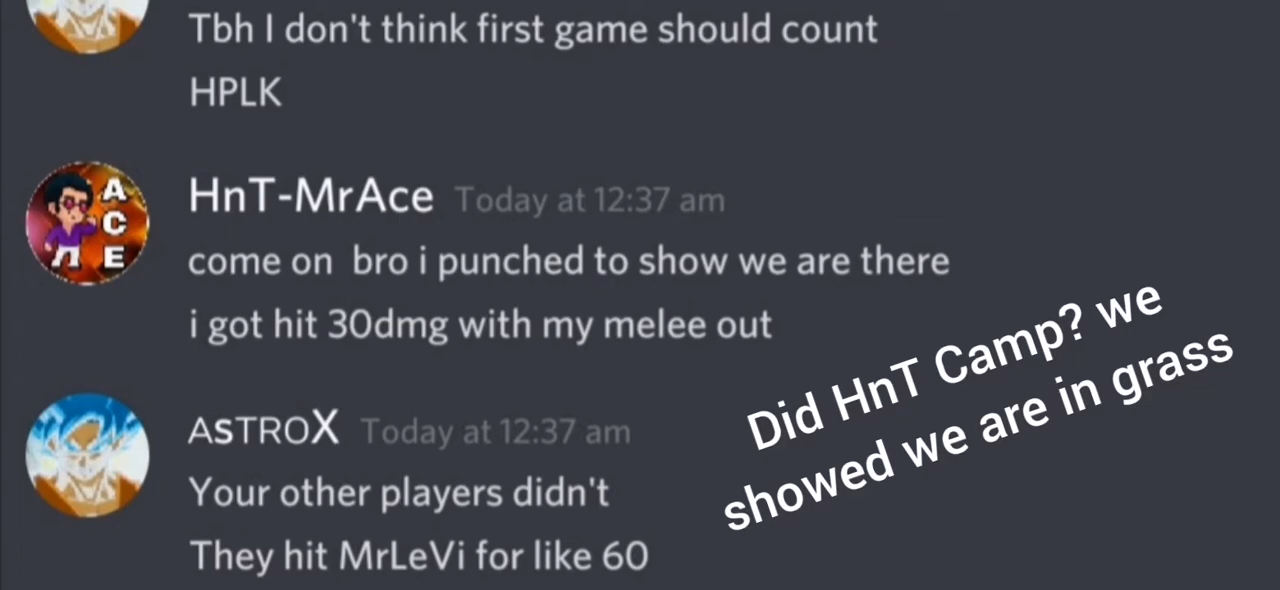 Tbh I don't think first game should count
HPLK
A
C
E
HnT-MrAce Today at 12:37 am
come on  bro i punched to show we are there
i got hit 30dmg with my melee out
Did HnT Camp? we
showed we are in grass
AsTROX Today at 12:37 am
Your other players didn't
They hit MrLeVi for like 60